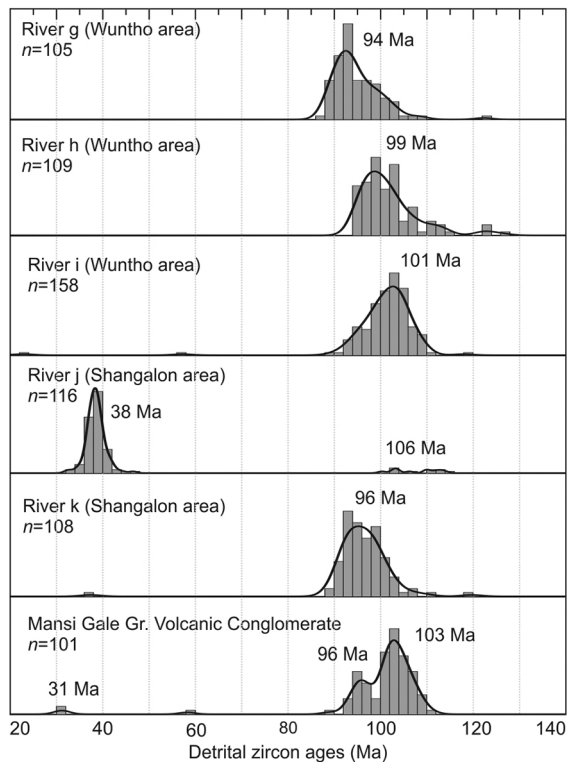 River g (Wuntho area)
n=105
94 Ma
River h (Wuntho area)
n=109
99 Ma
River i (Wuntho area)
n=158
101 Ma
River j (Shangalon area)
n=116
38 Ma
106 Ma
River k (Shangalon area)
n=108
96 Ma
Mansi Gale Gr. Volcanic Conglomerate
n=101
31 Ma
96 Ma
103 Ma
20 40 60 80 100 120 140
Detrital zircon ages (Ma)